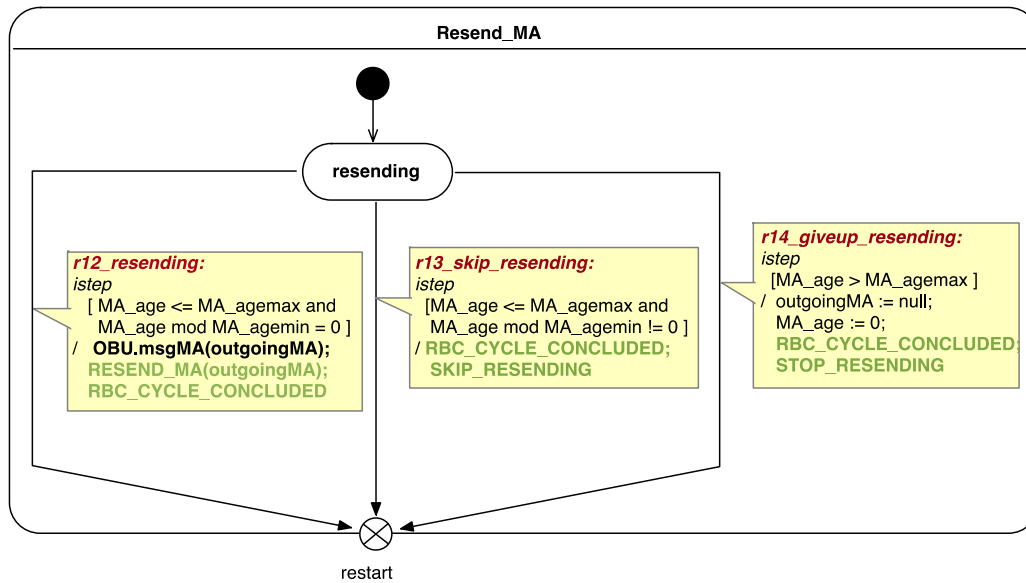 Resend_MA
resending
r12_resending:
istep
[ MA_age <= MA_agemax and
MA_age mod MA_agemin = 0 ]
/ OBU.msgMA(outgoingMA);
RESEND_MA(outgoingMA);
RBC_CYCLE_CONCLUDED
r13_skip_resending:
istep
[MA_age <= MA_agemax and
MA_age mod MA_agemin != 0 ]
/ RBC_CYCLE_CONCLUDED;
SKIP_RESENDING
r14_giveup_resending:
istep
[MA_age > MA_agemax ]
/ outgoingMA := null;
MA_age := 0;
RBC_CYCLE_CONCLUDED;
STOP_RESENDING
restart